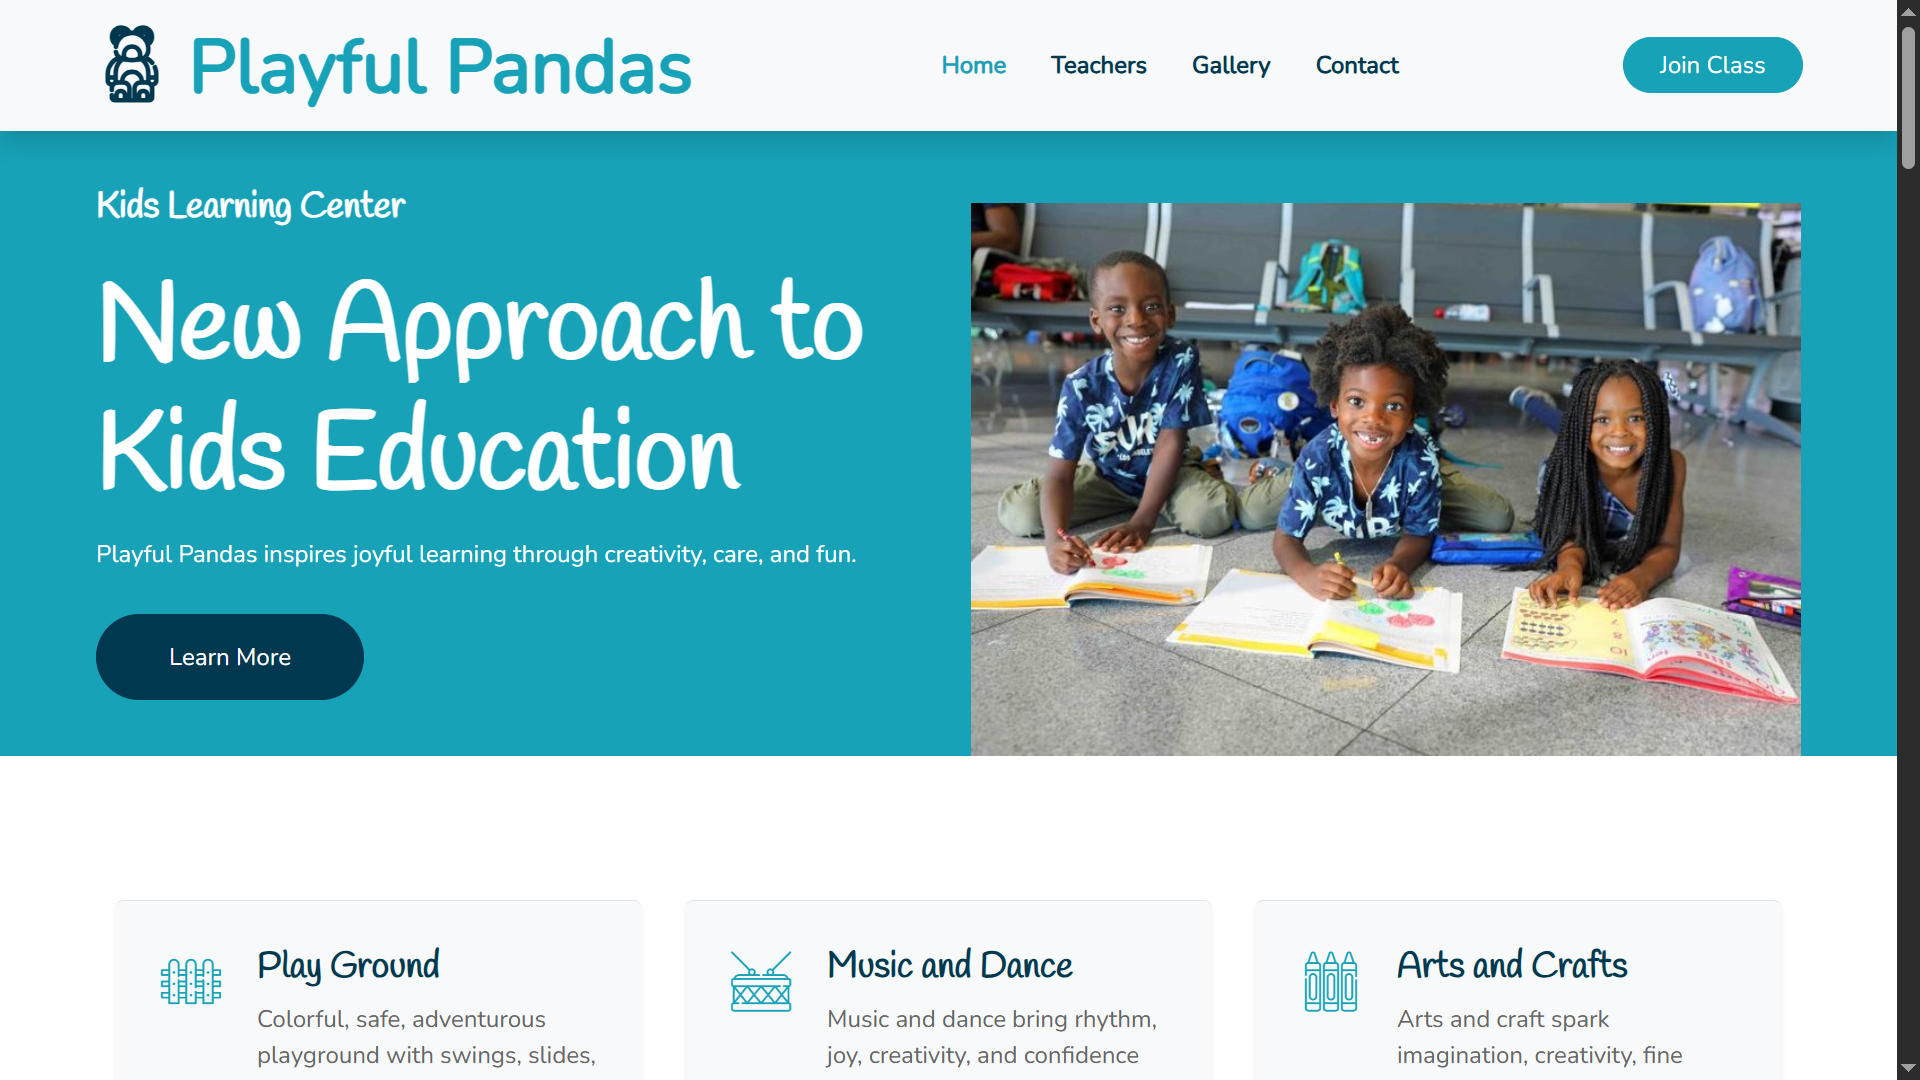 Playful Pandas
Home
Teachers
Gallery
Contact
Join Class
Kids Learning Center
New Approach to
Kids Education
Playful Pandas inspires joyful learning through creativity, care, and fun.
Learn More
Play Ground
Colorful, safe, adventurous
playground with swings, slides,
Music and Dance
Music and dance bring rhythm,
joy, creativity, and confidence
Arts and Crafts
Arts and craft spark
imagination, creativity, fine